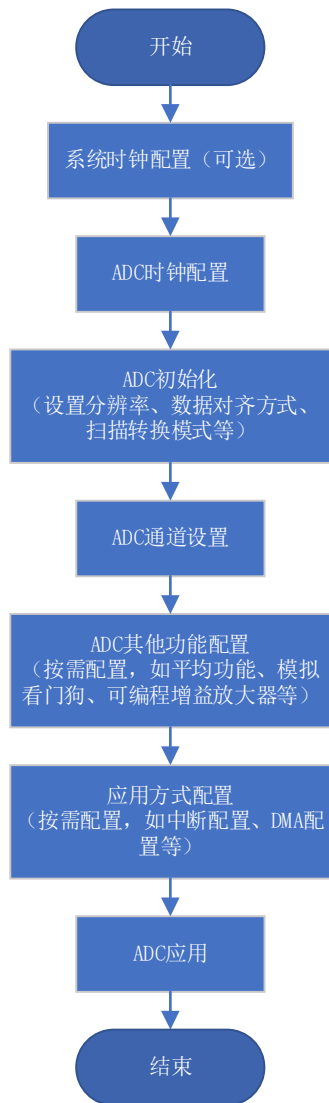 开始
系统时钟配置（可选）
ADC时钟配置
ADC初始化
（设置分辨率、数据对齐方式、
扫描转换模式等）
ADC通道设置
ADC其他功能配置
（按需配置，如平均功能、模拟
看门狗、可编程增益放大器等）
应用方式配置
（按需配置，如中断配置、DMA配
置等）
ADC应用
结束